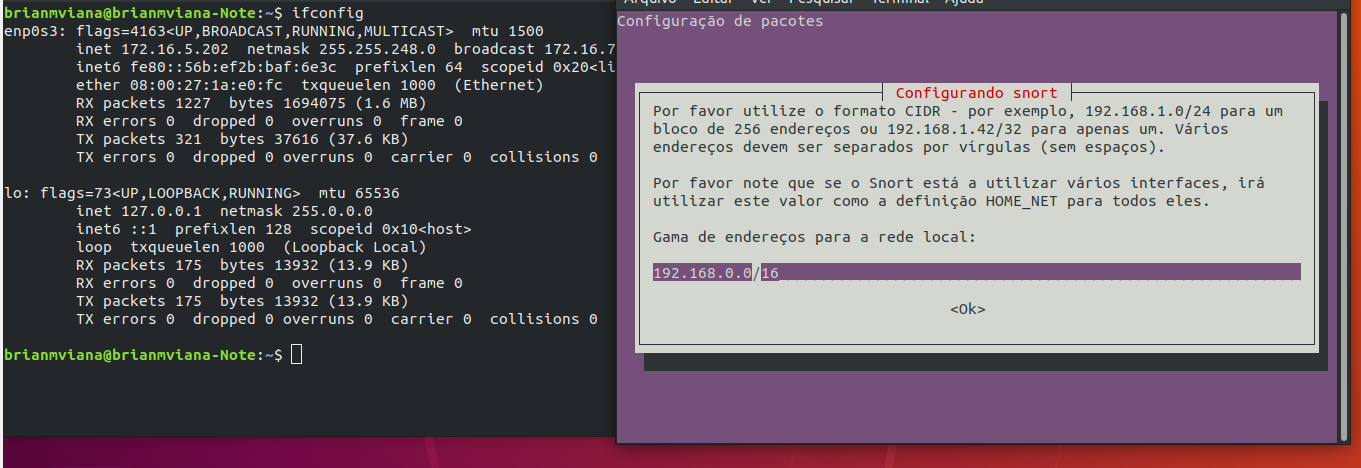 brianmviana@brianmviana-Note:~$ ifconfig
enp0s3: flags=4163<UP,BROADCAST,RUNNING,MULTICAST>  mtu 1500
        inet 172.16.5.202  netmask 255.255.248.0  broadcast 172.16.7
        inet6 fe80::56b:ef2b:baf:6e3c  prefixlen 64  scopeid 0x20<li
        ether 08:00:27:1a:e0:fc  txqueuelen 1000  (Ethernet)
        RX packets 1227  bytes 1694075 (1.6 MB)
        RX errors 0  dropped 0  overruns 0  frame 0
        TX packets 321  bytes 37616 (37.6 KB)
        TX errors 0  dropped 0 overruns 0  carrier 0  collisions 0
lo: flags=73<UP,LOOPBACK,RUNNING>  mtu 65536
        inet 127.0.0.1  netmask 255.0.0.0
        inet6 ::1  prefixlen 128  scopeid 0x10<host>
        loop  txqueuelen 1000  (Loopback Local)
        RX packets 175  bytes 13932 (13.9 KB)
        RX errors 0  dropped 0  overruns 0  frame 0
        TX packets 175  bytes 13932 (13.9 KB)
        TX errors 0  dropped 0 overruns 0  carrier 0  collisions 0
brianmviana@brianmviana-Note:~$
Arquivo Editar Ver Pesquisar Terminal Ajuda
Configuração de pacotes
Configurando snort
Por favor utilize o formato CIDR - por exemplo, 192.168.1.0/24 para um
bloco de 256 endereços ou 192.168.1.42/32 para apenas um. Vários
endereços devem ser separados por vírgulas (sem espaços).
Por favor note que se o Snort está a utilizar vários interfaces, irá
utilizar este valor como a definição HOME_NET para todos eles.
Gama de endereços para a rede local:
192.168.0.0/16
<Ok>